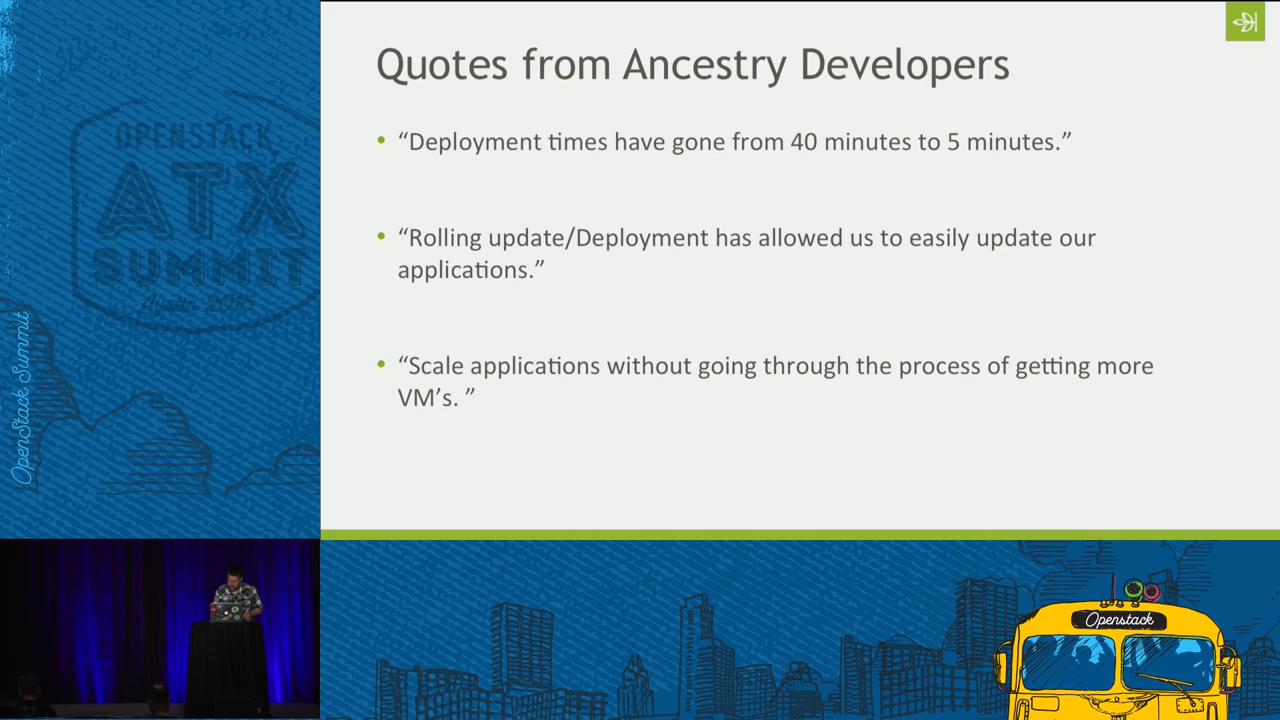 Quotes from Ancestry Developers
• “Deployment times have gone from 40 minutes to 5 minutes.”
• “Rolling update/Deployment has allowed us to easily update our
applications.”
• “Scale applications without going through the process of getting more
VM’s. ”
OPENSTACK
ATX
SUMMIT
Austin 2016
OpenStack Summit
Openstack